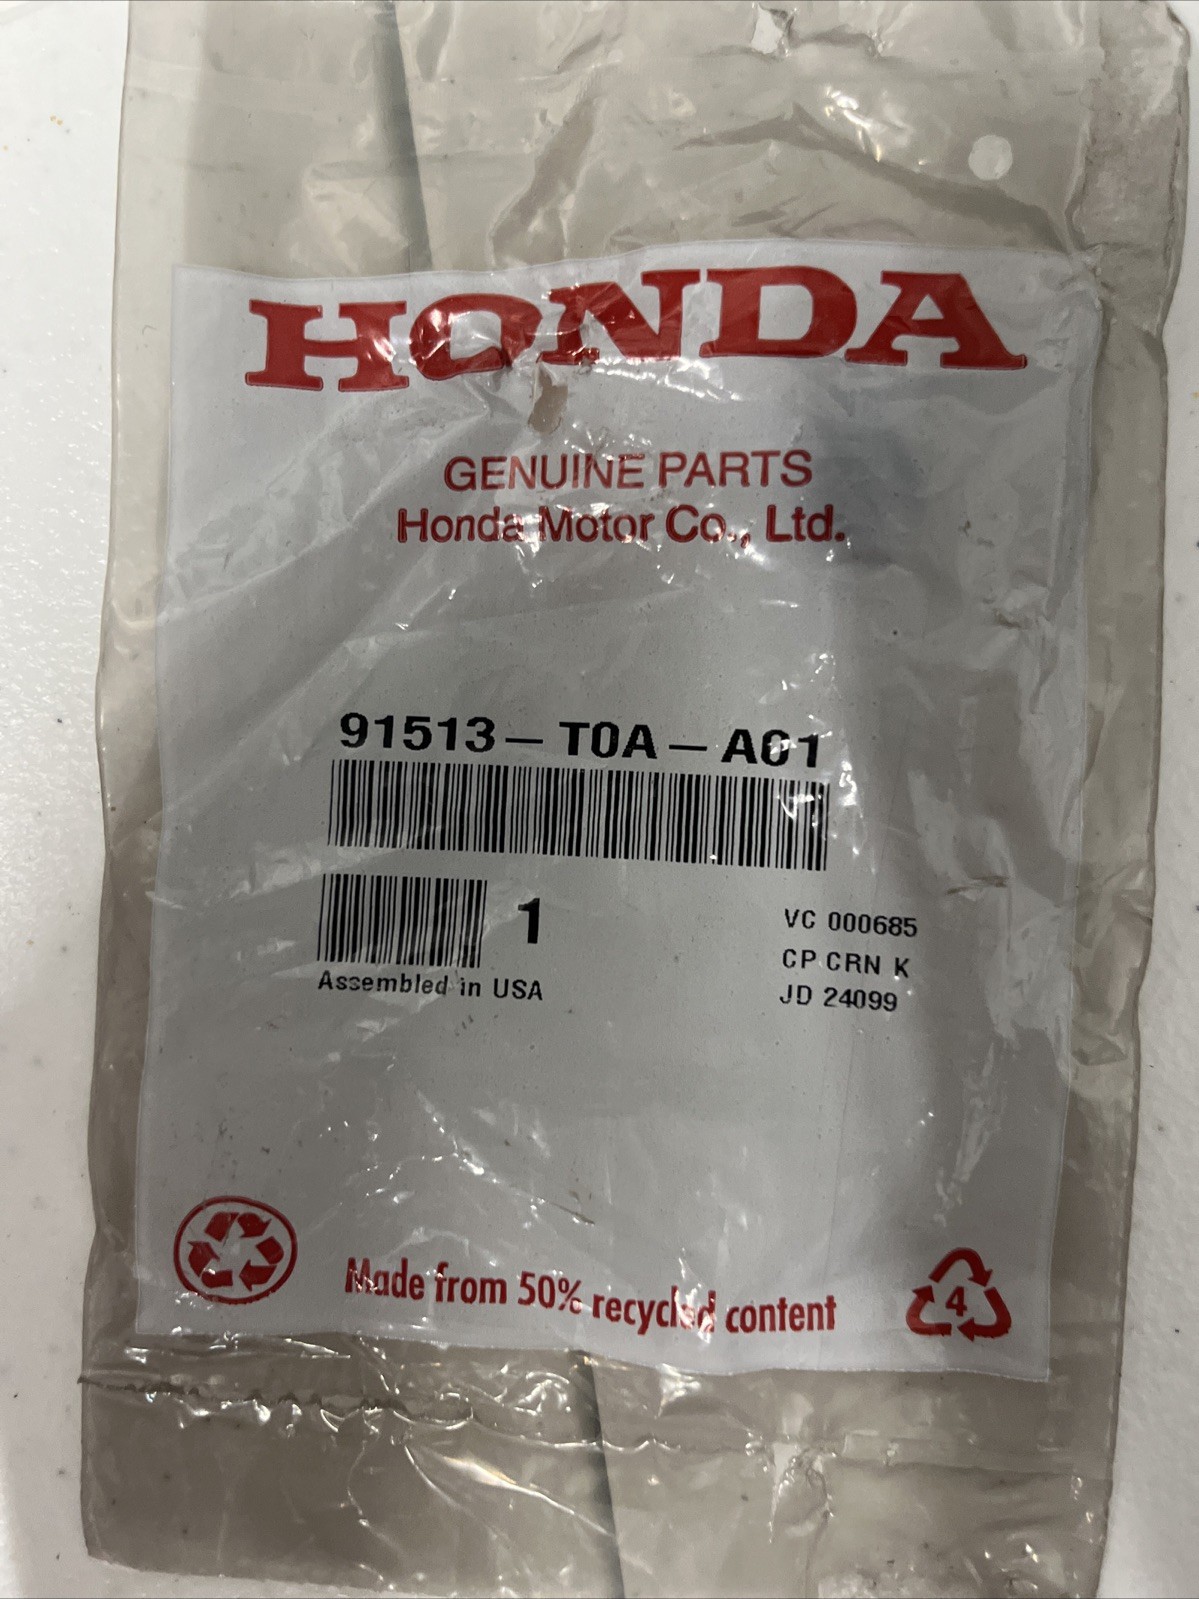 HONDA
GENUINE PARTS
Honda Motor Co., Ltd.
91513 – T0A – A01
1
Assembled in USA
VC 000685
CP CRN K
JD 24099
Made from 50% recycled content
4